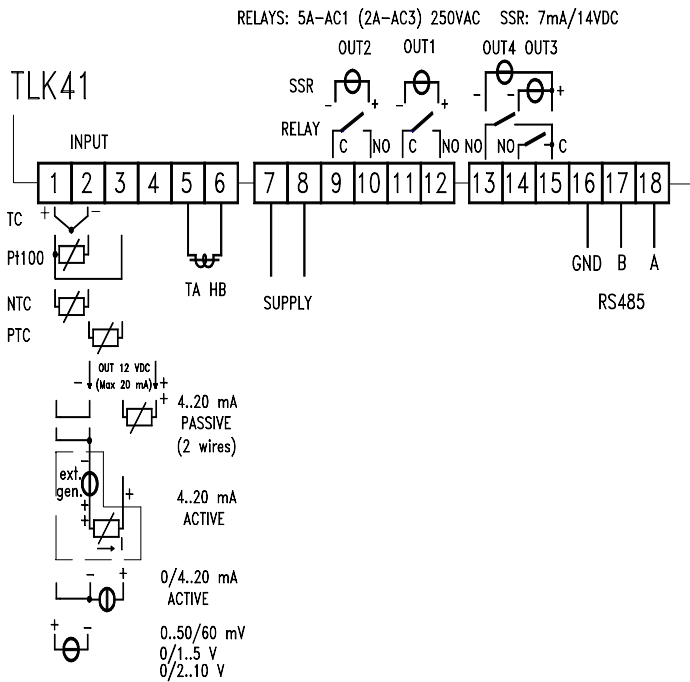 RELAYS: 5A-AC1 (2A-AC3) 250VAC SSR: 7mA/14VDC
OUT2 OUT1 OUT4 OUT3
TLK41
SSR
- + - + - - +
RELAY
INPUT
C NO C NO NO NO C
1 2 3 4 5 6 7 8 9 10 11 12 13 14 15 16 17 18
TC + -
Pt100
GND B A
TA HB
SUPPLY
RS485
NTC
PTC
OUT 12 VDC
- (Max 20 mA) +
+
4..20 mA
PASSIVE
(2 wires)
-
ext.
gen.
+
+
+
I
4..20 mA
ACTIVE
- +
0/4..20 mA
ACTIVE
+ -
0..50/60 mV
0/1..5 V
0/2..10 V